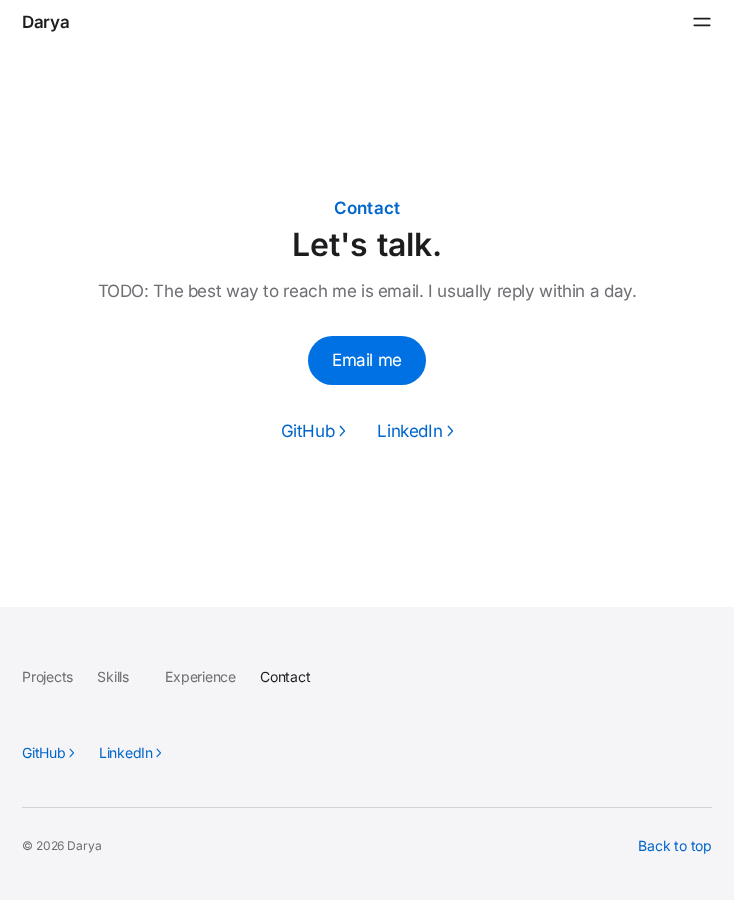 Darya
Contact
Let's talk.
TODO: The best way to reach me is email. I usually reply within a day.
Email me
GitHub LinkedIn
Projects Skills Experience Contact
GitHub LinkedIn
© 2026 Darya Back to top